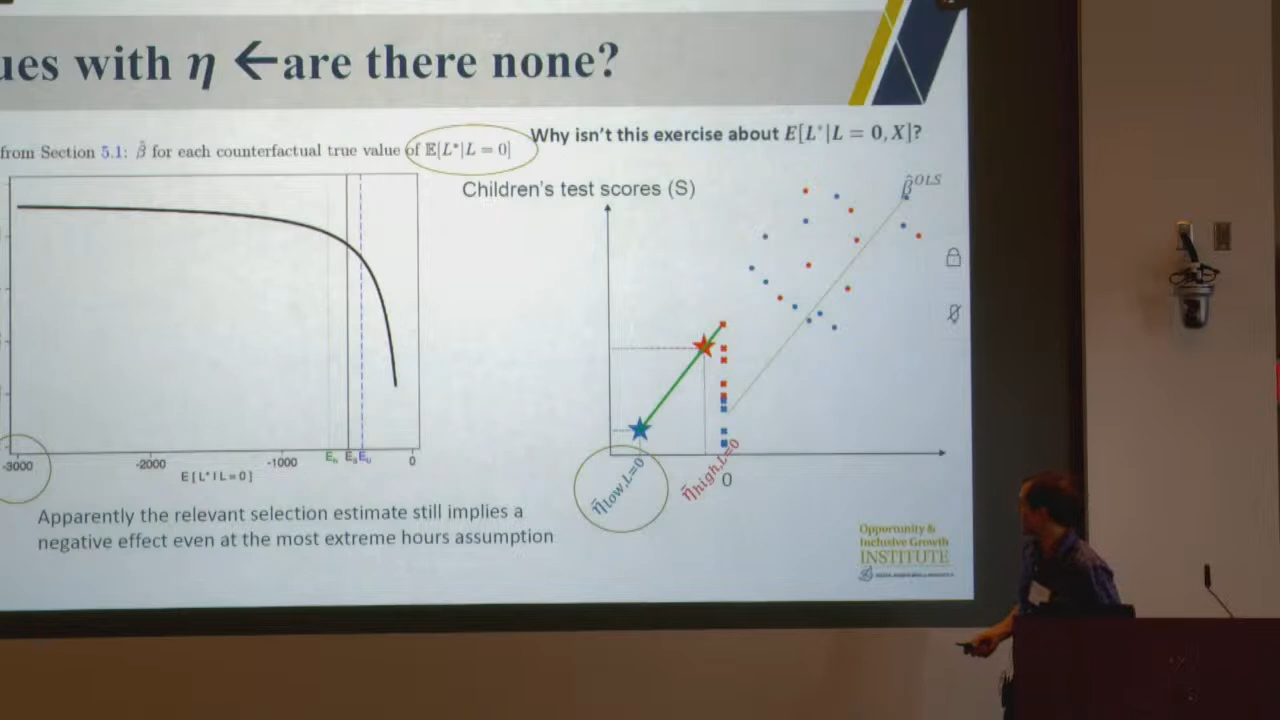 ues with η ←are there none?
Why isn't this exercise about E[L*|L = 0, X]?
from Section 5.1: β̂ for each counterfactual true value of 𝔼[L*|L = 0]
-3000
-2000
-1000
0
E[L*|L=0]
Apparently the relevant selection estimate still implies a
negative effect even at the most extreme hours assumption
Children's test scores (S)
β̂ᴼᴸˢ
η̄low,L=0
η̄high,L=0
0
Opportunity &
Inclusive Growth
INSTITUTE